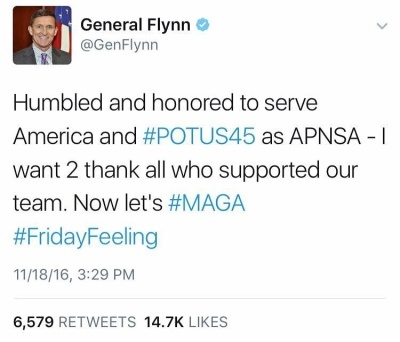 General Flynn
@GenFlynn
Humbled and honored to serve
America and #POTUS45 as APNSA - I
want 2 thank all who supported our
team. Now let's #MAGA
#FridayFeeling
11/18/16, 3:29 PM
6,579 RETWEETS 14.7K LIKES